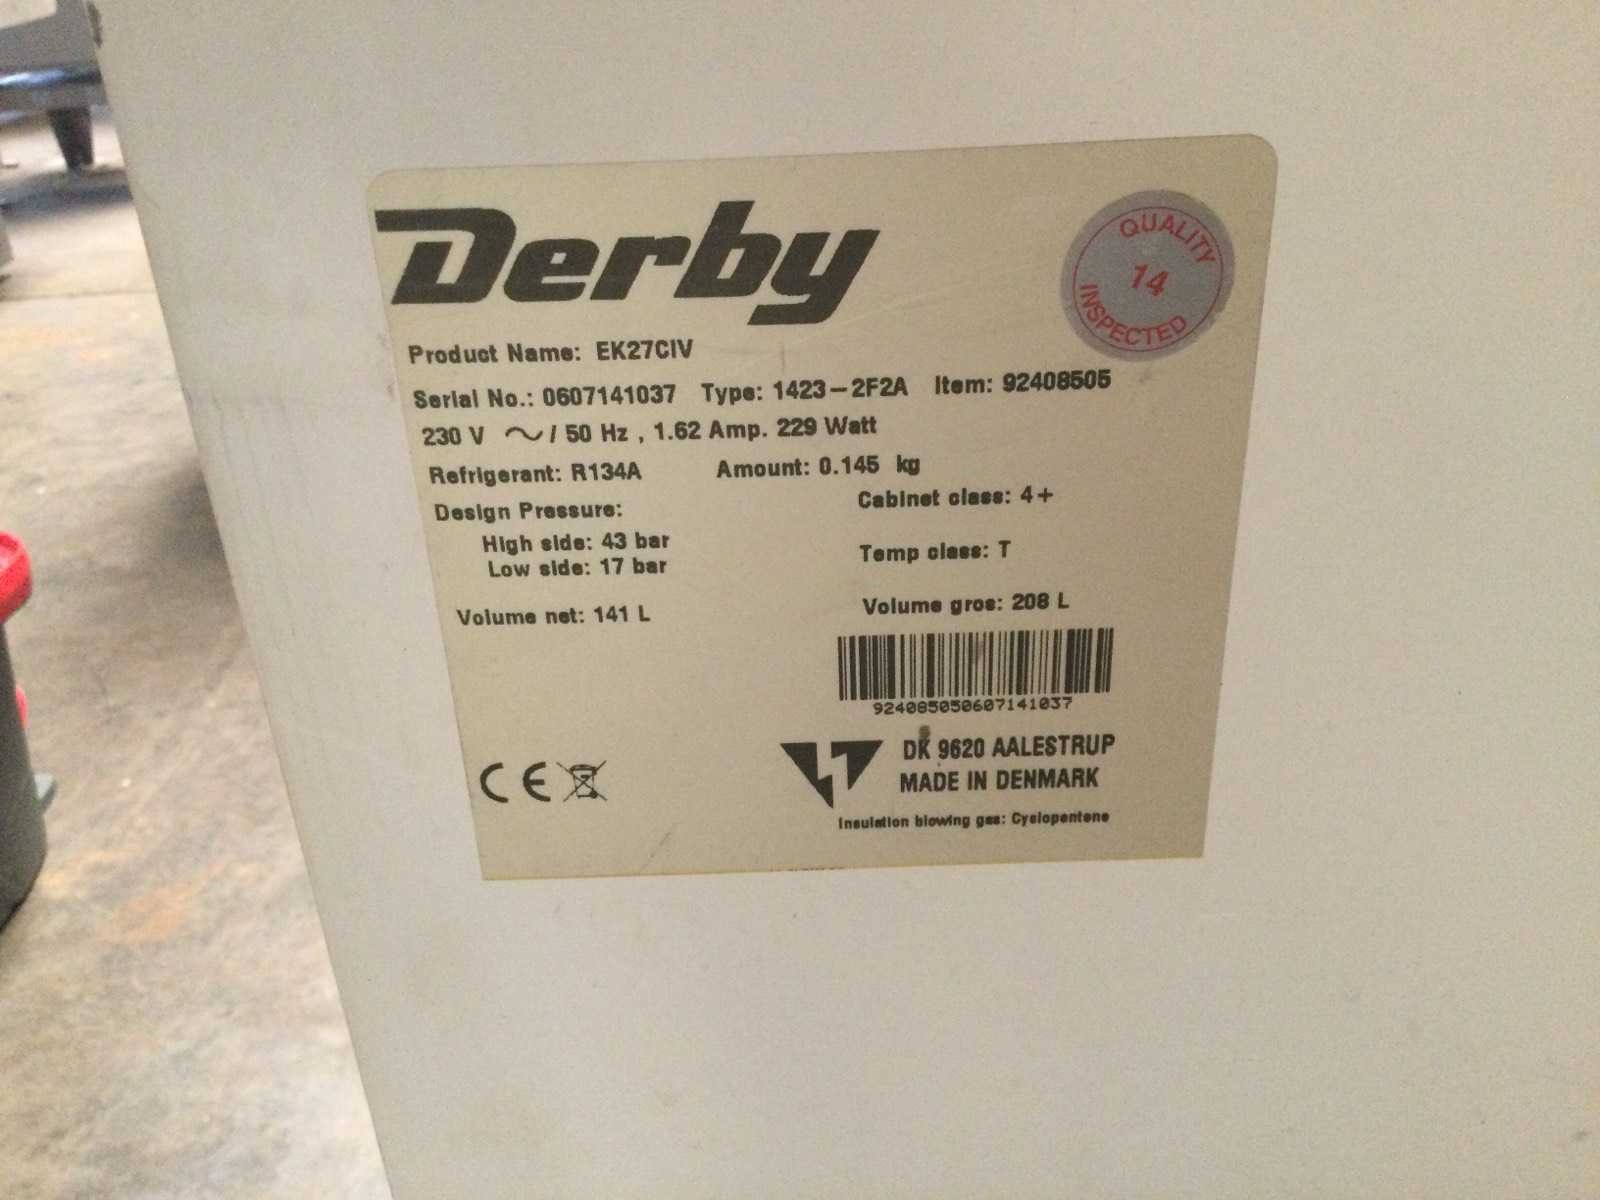 Derby
QUALITY
14
INSPECTED
Product Name: EK27CIV
Serial No.: 0607141037 Type: 1423-2F2A Item: 92408505
230 V ~ / 50 Hz , 1.62 Amp. 229 Watt
Refrigerant: R134A Amount: 0.145 kg
Design Pressure: Cabinet class: 4+
High side: 43 bar
Low side: 17 bar
Temp class: T
Volume net: 141 L
Volume gros: 208 L
924085050607141037
CE
DK 9620 AALESTRUP
MADE IN DENMARK
Insulation blowing gas: Cyclopentene